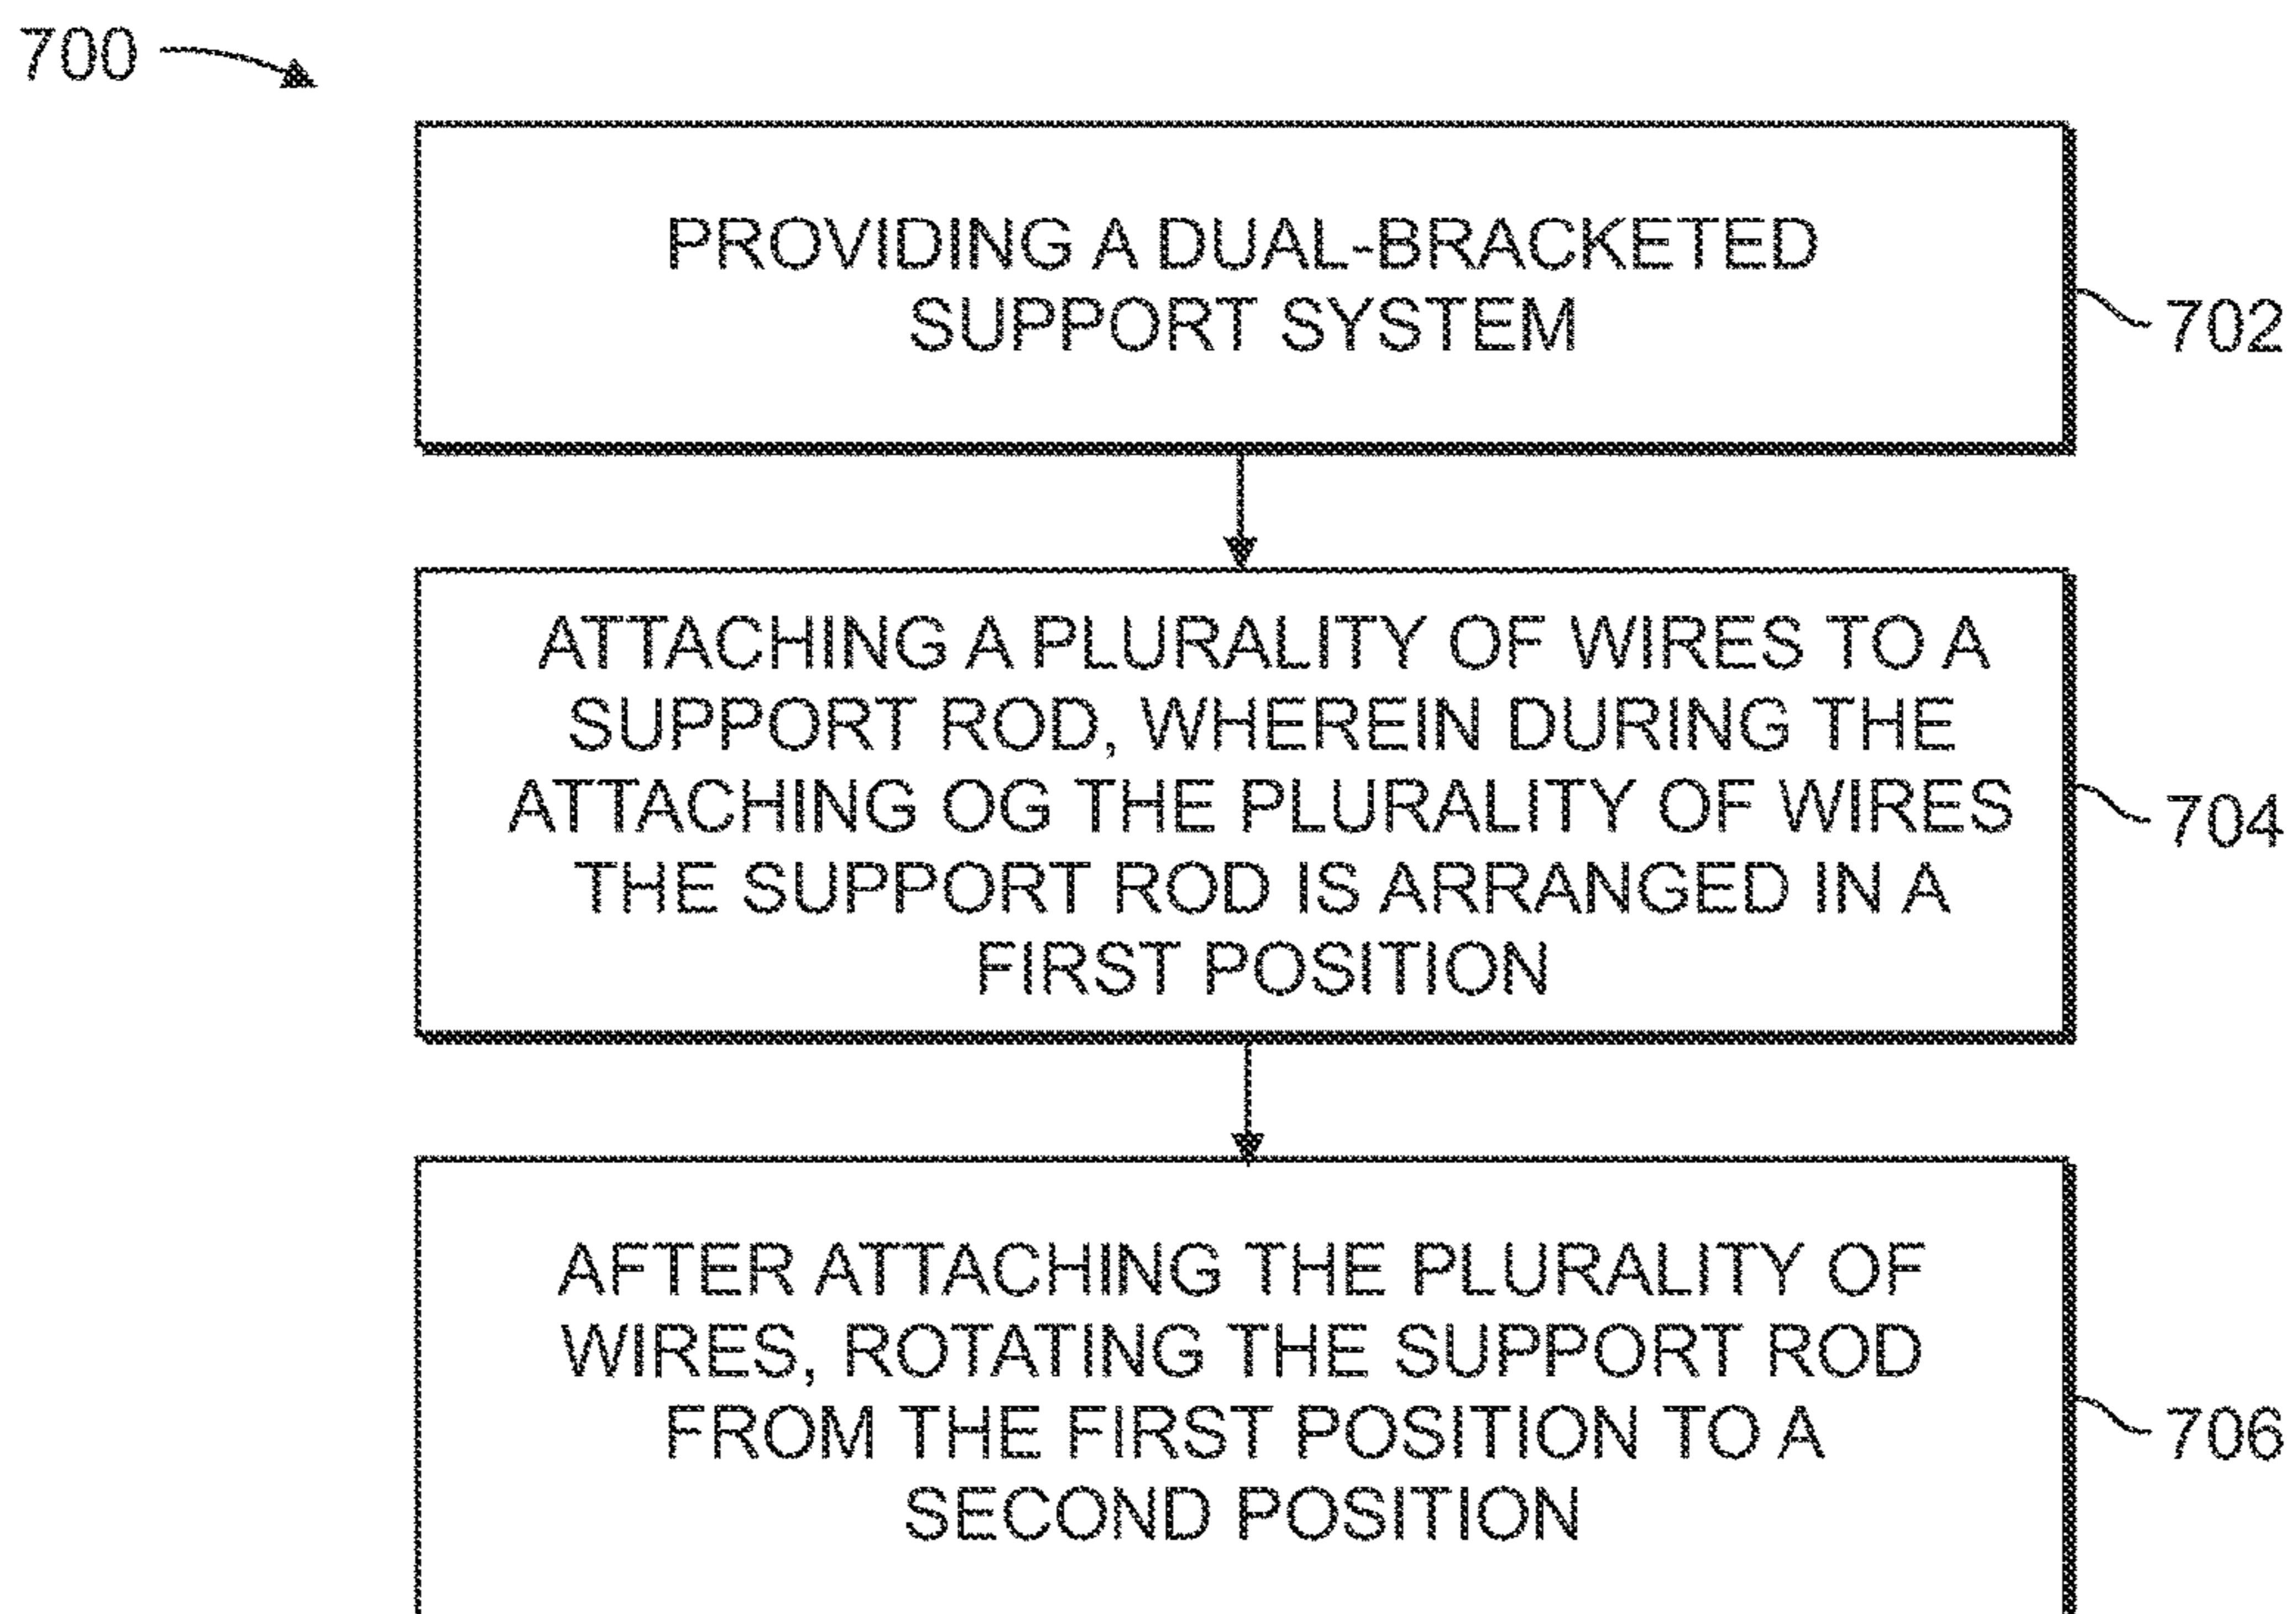 700
PROVIDING A DUAL-BRACKETED
SUPPORT SYSTEM
702
ATTACHING A PLURALITY OF WIRES TO A
SUPPORT ROD, WHEREIN DURING THE
ATTACHING OG THE PLURALITY OF WIRES
THE SUPPORT ROD IS ARRANGED IN A
FIRST POSITION
704
AFTER ATTACHING THE PLURALITY OF
WIRES, ROTATING THE SUPPORT ROD
FROM THE FIRST POSITION TO A
SECOND POSITION
706